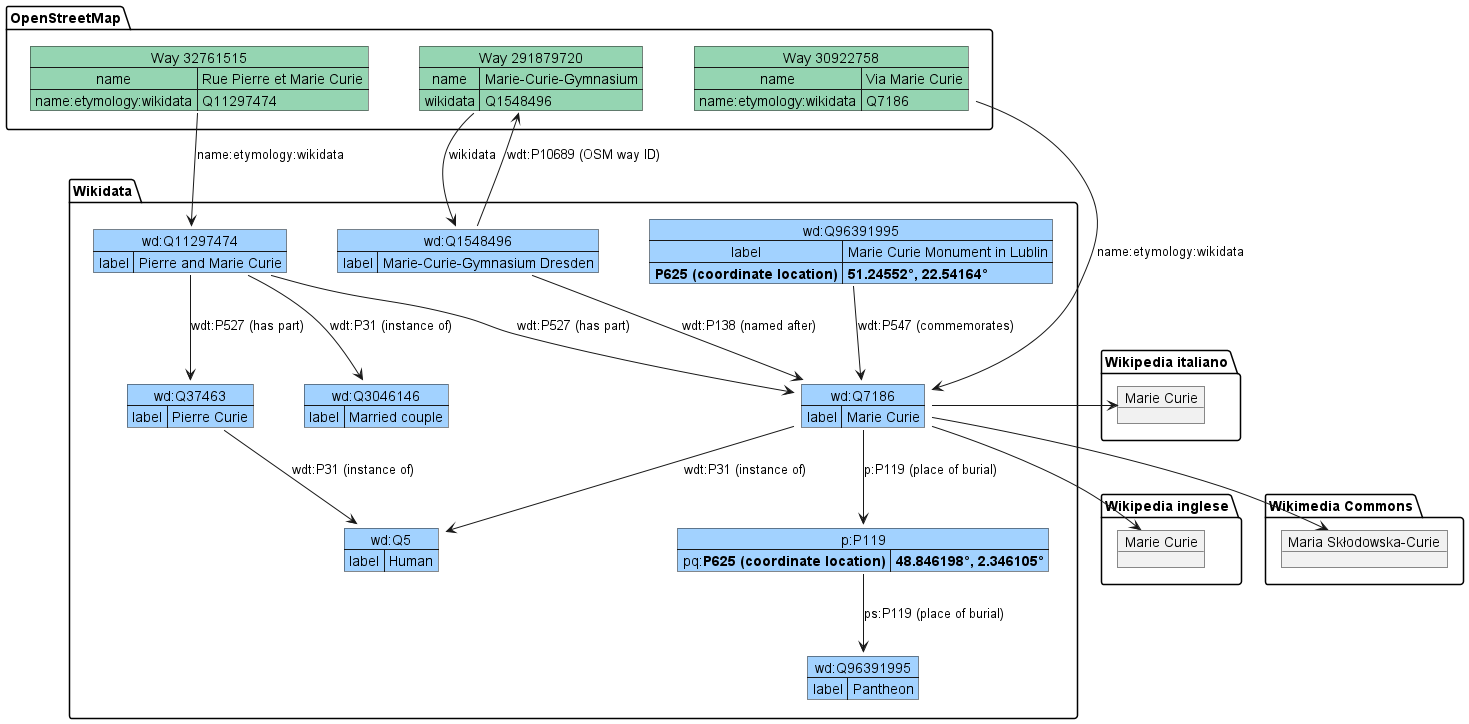 OpenStreetMap
Way 32761515
name Rue Pierre et Marie Curie
name:etymology:wikidata Q11297474
Way 291879720
name Marie-Curie-Gymnasium
wikidata Q1548496
Way 30922758
name Via Marie Curie
name:etymology:wikidata Q7186
name:etymology:wikidata
wikidata
wdt:P10689 (OSM way ID)
name:etymology:wikidata
Wikidata
wd:Q11297474
label Pierre and Marie Curie
wd:Q1548496
label Marie-Curie-Gymnasium Dresden
wd:Q96391995
label Marie Curie Monument in Lublin
P625 (coordinate location) 51.24552°, 22.54164°
wdt:P527 (has part)
wdt:P31 (instance of)
wdt:P527 (has part)
wdt:P138 (named after)
wdt:P547 (commemorates)
wd:Q37463
label Pierre Curie
wd:Q3046146
label Married couple
wd:Q7186
label Marie Curie
Wikipedia italiano
Marie Curie
wdt:P31 (instance of)
wdt:P31 (instance of)
p:P119 (place of burial)
wd:Q5
label Human
p:P119
pq:P625 (coordinate location) 48.846198°, 2.346105°
Wikipedia inglese
Marie Curie
Wikimedia Commons
Maria Skłodowska-Curie
ps:P119 (place of burial)
wd:Q96391995
label Pantheon